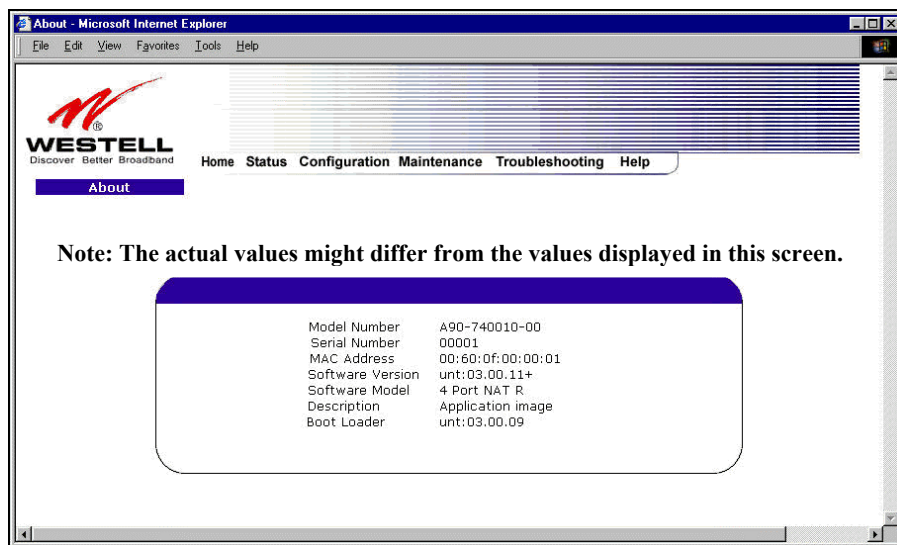 About - Microsoft Internet Explorer
File Edit View Favorites Tools Help
®
WESTELL
Discover Better Broadband
Home Status Configuration Maintenance Troubleshooting Help
About
Note: The actual values might differ from the values displayed in this screen.
Model Number A90-740010-00
Serial Number 00001
MAC Address 00:60:0f:00:00:01
Software Version unt:03.00.11+
Software Model 4 Port NAT R
Description Application image
Boot Loader unt:03.00.09